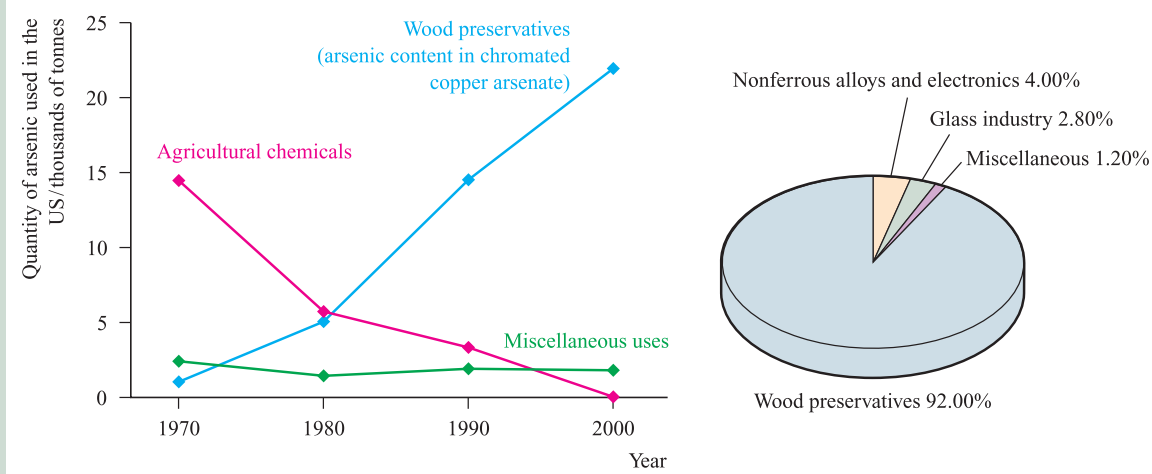 Quantity of arsenic used in the
US/thousands of tonnes
25
20
15
10
5
0
1970
1980
1990
2000
Year
Wood preservatives
(arsenic content in chromated
copper arsenate)
Agricultural chemicals
Miscellaneous uses
Nonferrous alloys and electronics 4.00%
Glass industry 2.80%
Miscellaneous 1.20%
Wood preservatives 92.00%